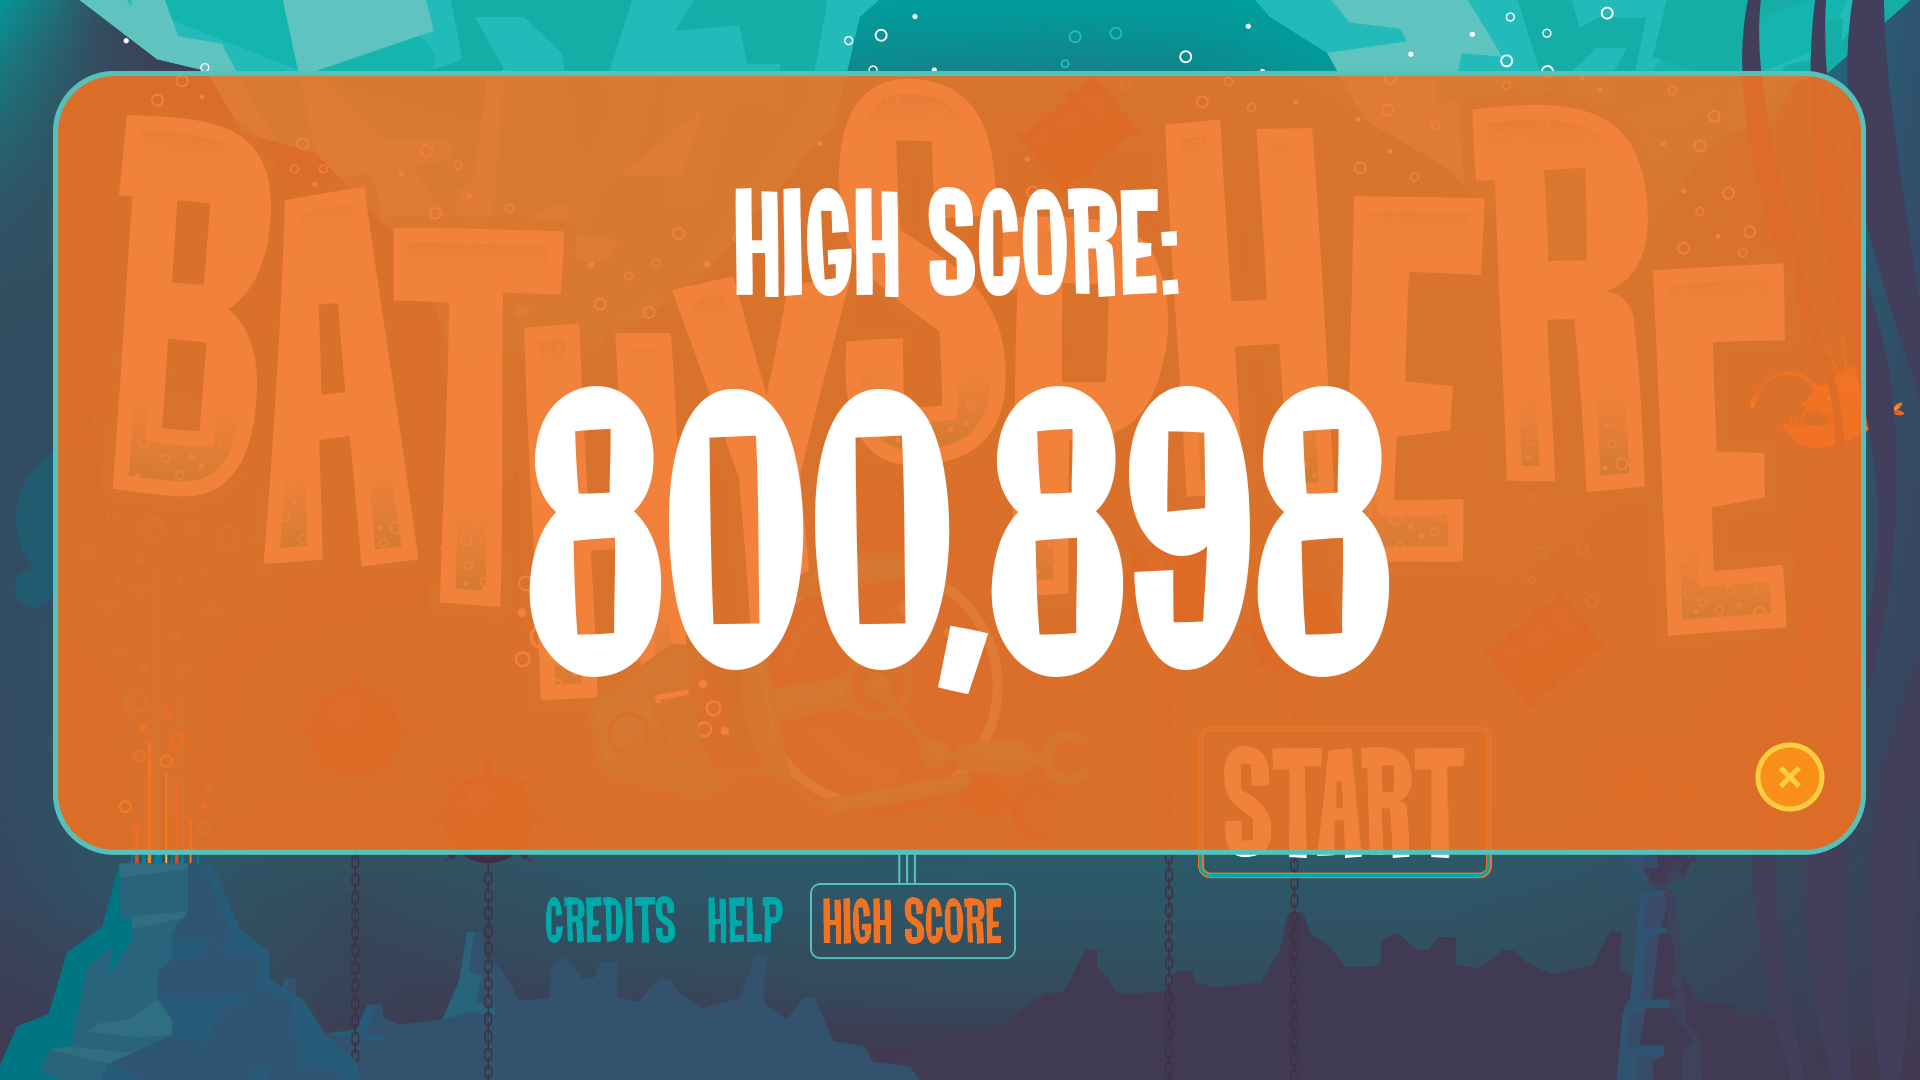 BATHYSPHERE
HIGH SCORE:
800,898
START
CREDITS HELP HIGH SCORE